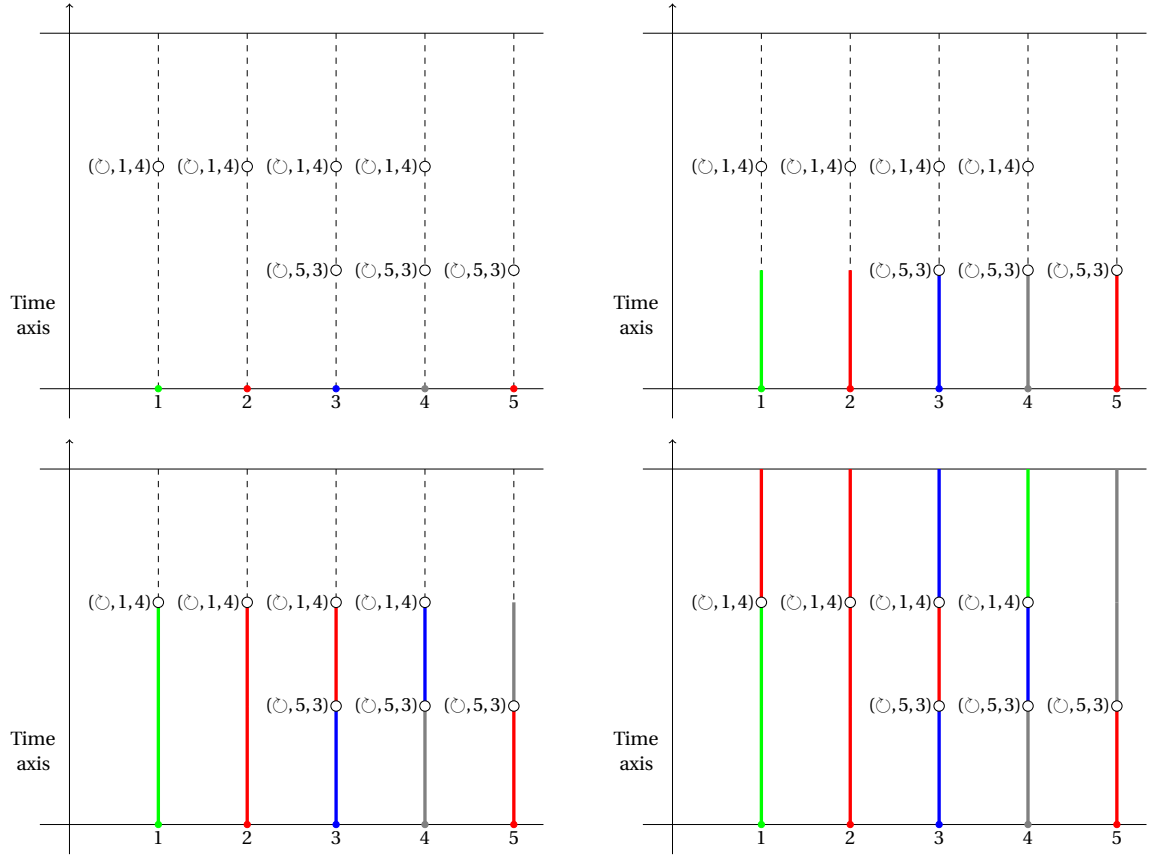 (↻, 1, 4) (↻, 1, 4) (↻, 1, 4) (↻, 1, 4)
(↻, 5, 3) (↻, 5, 3) (↻, 5, 3)
Time
axis
1 2 3 4 5
(↻, 1, 4) (↻, 1, 4) (↻, 1, 4) (↻, 1, 4)
(↻, 5, 3) (↻, 5, 3) (↻, 5, 3)
Time
axis
1 2 3 4 5
(↻, 1, 4) (↻, 1, 4) (↻, 1, 4) (↻, 1, 4)
(↻, 5, 3) (↻, 5, 3) (↻, 5, 3)
Time
axis
1 2 3 4 5
(↻, 1, 4) (↻, 1, 4) (↻, 1, 4) (↻, 1, 4)
(↻, 5, 3) (↻, 5, 3) (↻, 5, 3)
Time
axis
1 2 3 4 5